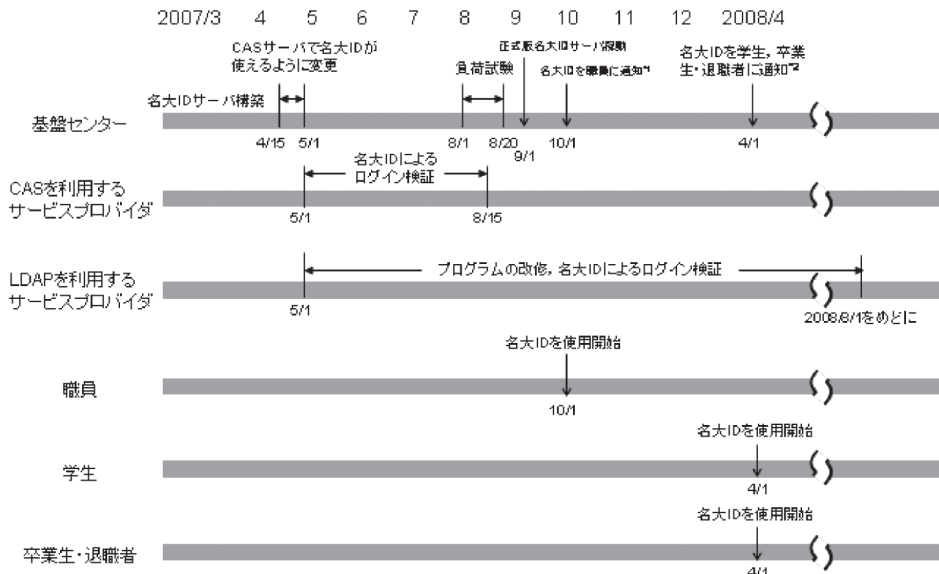 2007/3 4 5 6 7 8 9 10 11 12 2008/4
CASサーバで名大IDが
使えるように変更
負荷試験
正式版名大IDサーバ稼動
名大IDを職員に通知*1
名大IDを学生，卒業
生・退職者に通知*2
名大IDサーバ構築
基盤センター
4/15 5/1 8/1 8/20 9/1 10/1 4/1
名大IDによる
ログイン検証
CASを利用する
サービスプロバイダ
5/1 8/15
プログラムの改修，名大IDによるログイン検証
LDAPを利用する
サービスプロバイダ
5/1 2008/8/1をめどに
名大IDを使用開始
職員
10/1
名大IDを使用開始
学生
4/1
名大IDを使用開始
卒業生・退職者
4/1